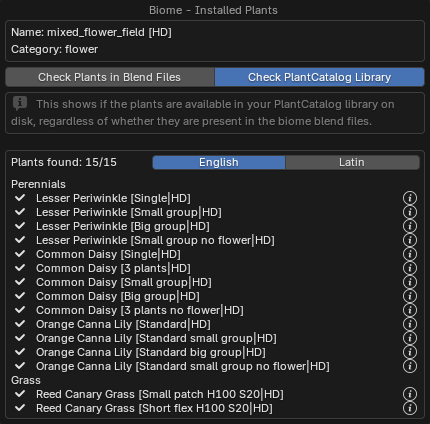 Biome - Installed Plants
Name: mixed_flower_field [HD]
Category: flower
Check Plants in Blend Files
Check PlantCatalog Library
This shows if the plants are available in your PlantCatalog library on
disk, regardless of whether they are present in the biome blend files.
Plants found: 15/15
English
Latin
Perennials
Lesser Periwinkle [Single|HD]
Lesser Periwinkle [Small group|HD]
Lesser Periwinkle [Big group|HD]
Lesser Periwinkle [Small group no flower|HD]
Common Daisy [Single|HD]
Common Daisy [3 plants|HD]
Common Daisy [Small group|HD]
Common Daisy [Big group|HD]
Common Daisy [3 plants no flower|HD]
Orange Canna Lily [Standard|HD]
Orange Canna Lily [Standard small group|HD]
Orange Canna Lily [Standard big group|HD]
Orange Canna Lily [Standard small group no flower|HD]
Grass
Reed Canary Grass [Small patch H100 S20|HD]
Reed Canary Grass [Short flex H100 S20|HD]